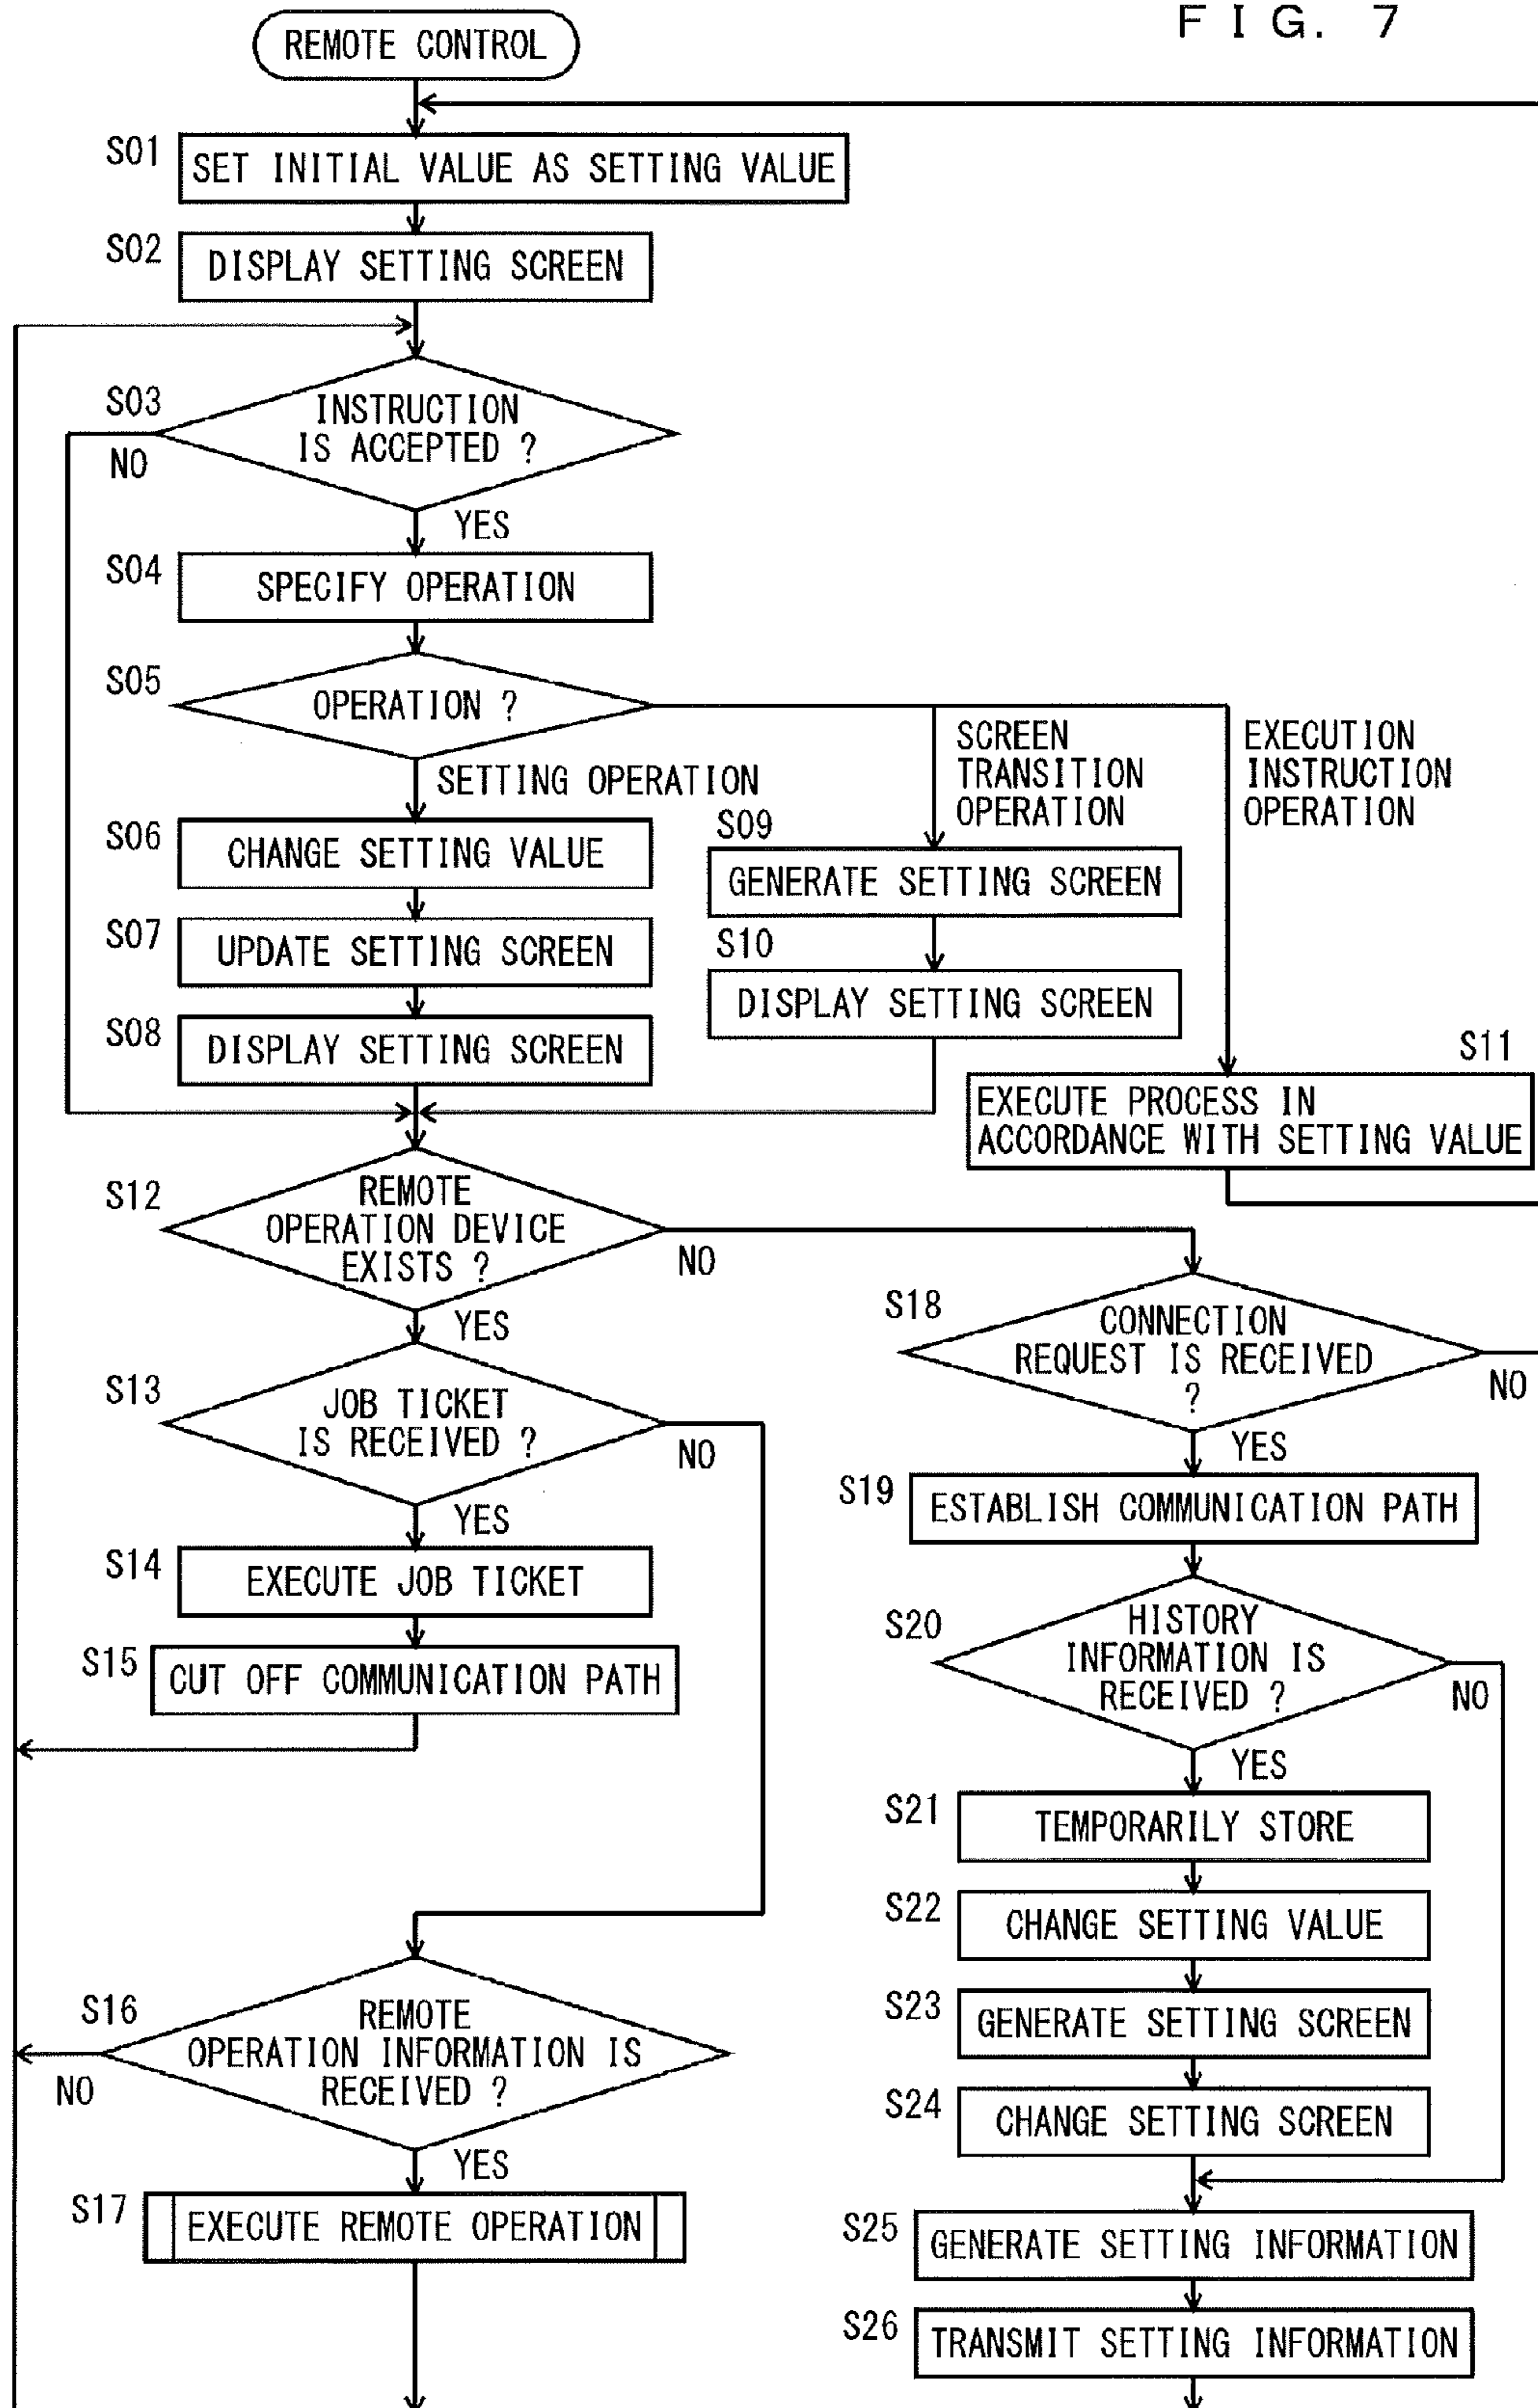 FIG. 7
REMOTE CONTROL
S01
SET INITIAL VALUE AS SETTING VALUE
S02
DISPLAY SETTING SCREEN
S03
INSTRUCTION
IS ACCEPTED ?
NO
YES
S04
SPECIFY OPERATION
S05
OPERATION ?
SETTING OPERATION
SCREEN
TRANSITION
OPERATION
EXECUTION
INSTRUCTION
OPERATION
S06
CHANGE SETTING VALUE
S07
UPDATE SETTING SCREEN
S08
DISPLAY SETTING SCREEN
S09
GENERATE SETTING SCREEN
S10
DISPLAY SETTING SCREEN
S11
EXECUTE PROCESS IN
ACCORDANCE WITH SETTING VALUE
S12
REMOTE
OPERATION DEVICE
EXISTS ?
NO
YES
S13
JOB TICKET
IS RECEIVED ?
NO
YES
S14
EXECUTE JOB TICKET
S15
CUT OFF COMMUNICATION PATH
S16
REMOTE
OPERATION INFORMATION IS
RECEIVED ?
NO
YES
S17
EXECUTE REMOTE OPERATION
S18
CONNECTION
REQUEST IS RECEIVED
?
NO
YES
S19
ESTABLISH COMMUNICATION PATH
S20
HISTORY
INFORMATION IS
RECEIVED ?
NO
YES
S21
TEMPORARILY STORE
S22
CHANGE SETTING VALUE
S23
GENERATE SETTING SCREEN
S24
CHANGE SETTING SCREEN
S25
GENERATE SETTING INFORMATION
S26
TRANSMIT SETTING INFORMATION